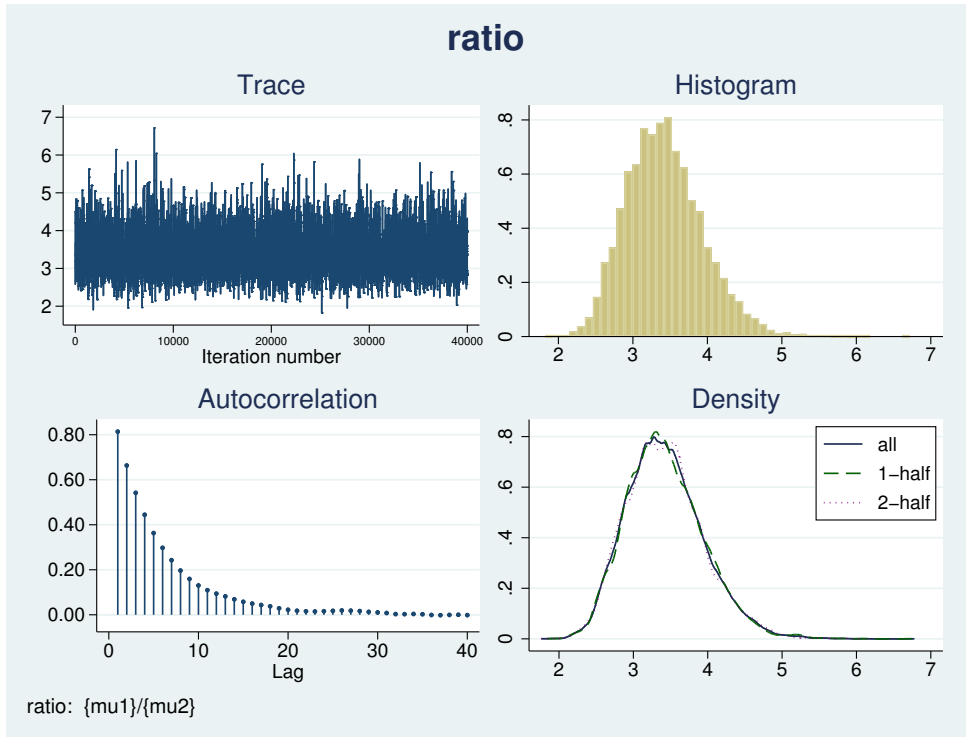 ratio
Trace
7
6
5
4
3
2
0 10000 20000 30000 40000
Iteration number
Histogram
.8
.6
.4
.2
0
2 3 4 5 6 7
Autocorrelation
0.80
0.60
0.40
0.20
0.00
0 10 20 30 40
Lag
Density
.8
.6
.4
.2
0
2 3 4 5 6 7
all
1−half
2−half
ratio: {mu1}/{mu2}